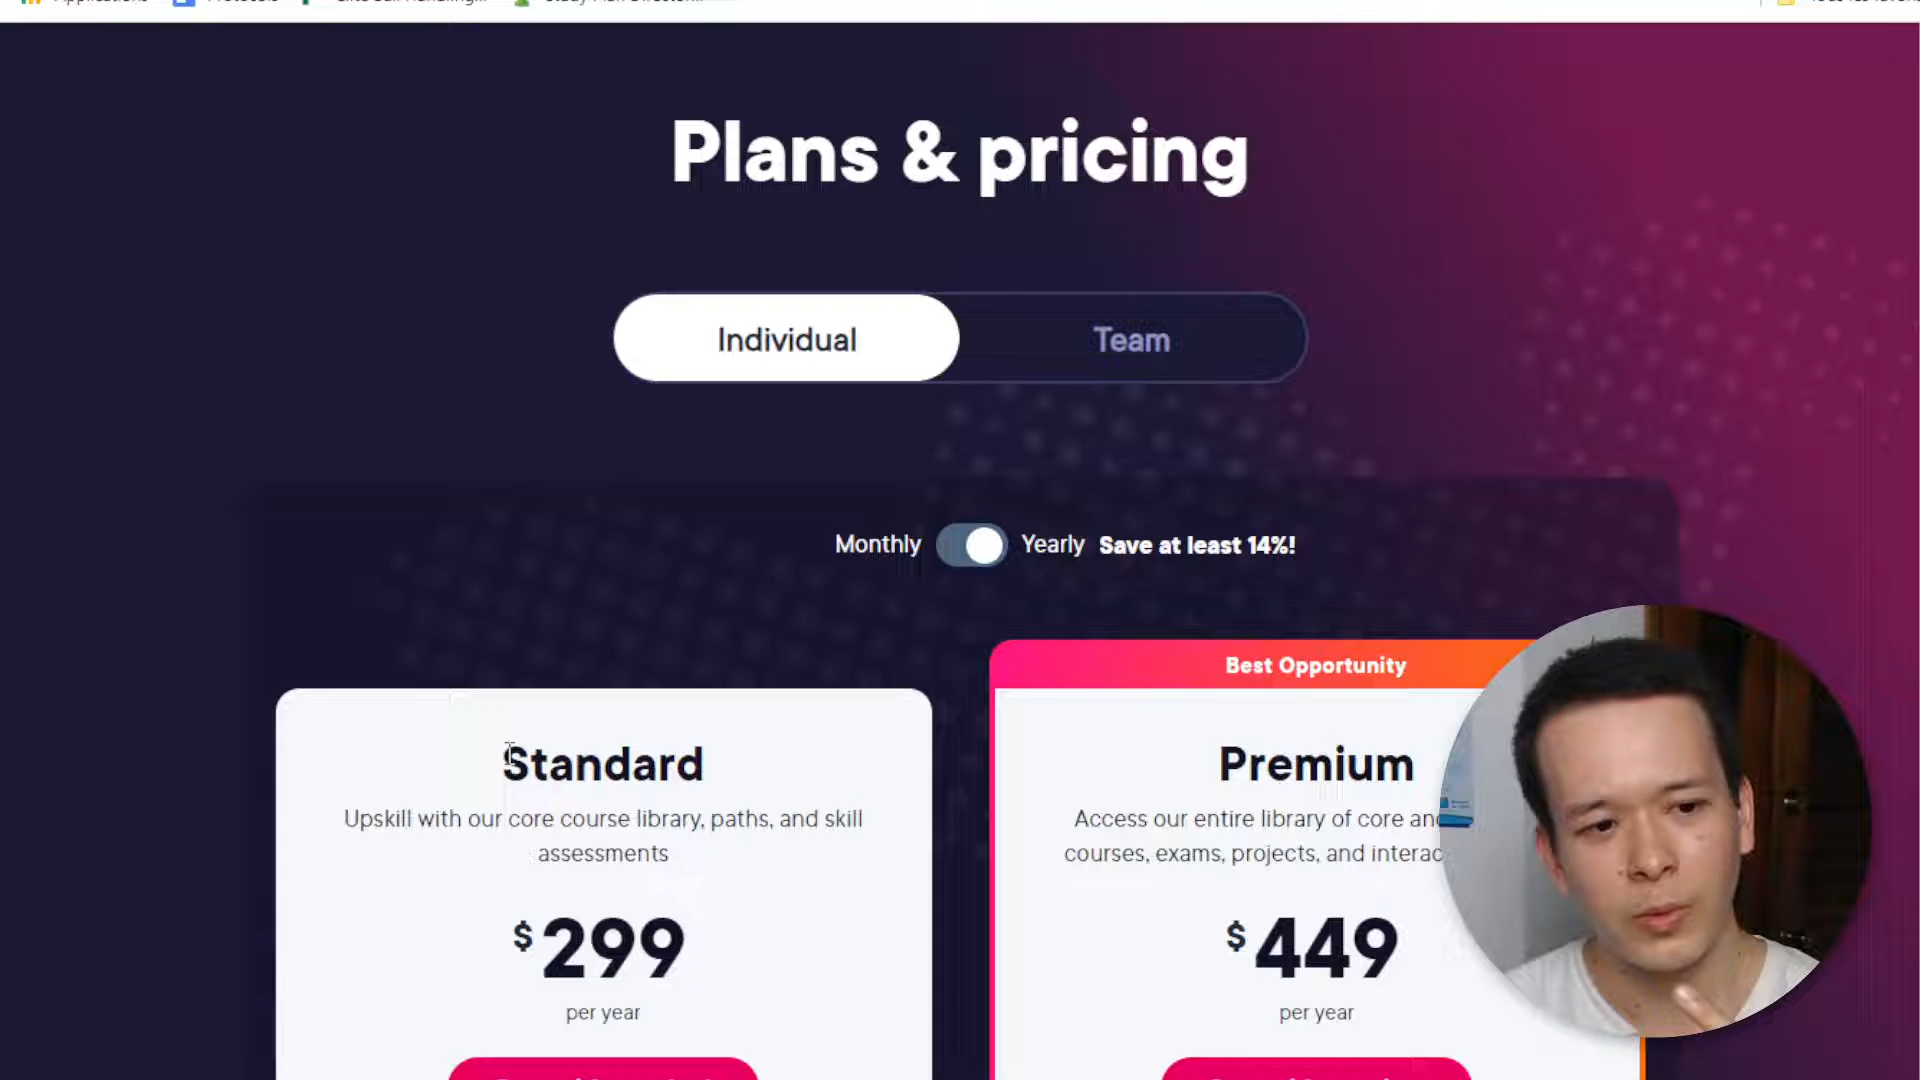 Plans & pricing
Individual
Team
Monthly
Yearly
Save at least 14%!
Best Opportunity
Standard
Upskill with our core course library, paths, and skill
assessments
$299
per year
Premium
Access our entire library of core
courses, exams, projects, and
$449
per year